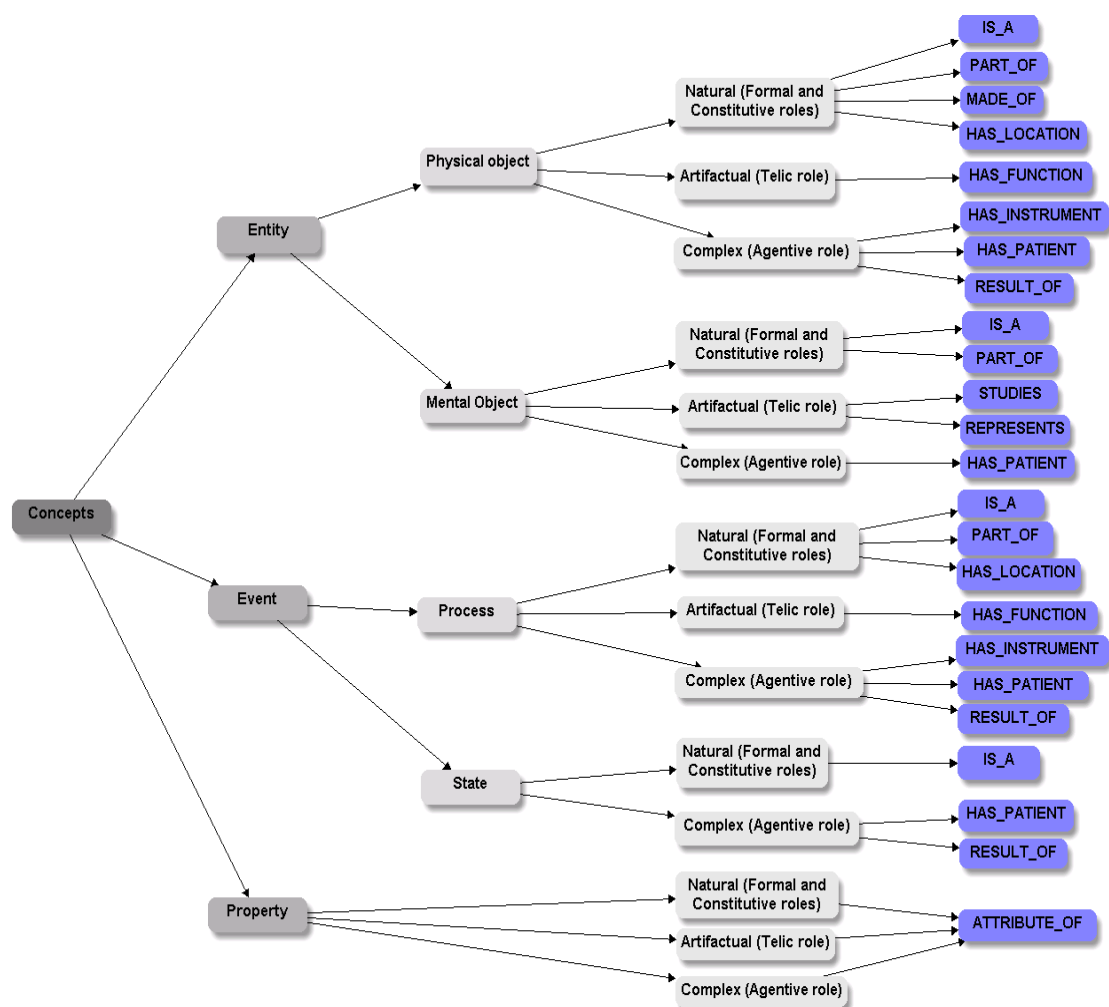 IS_A
PART_OF
Natural (Formal and
Constitutive roles)
MADE_OF
HAS_LOCATION
Physical object
Artifactual (Telic role)
HAS_FUNCTION
HAS_INSTRUMENT
Entity
Complex (Agentive role)
HAS_PATIENT
RESULT_OF
IS_A
Natural (Formal and
Constitutive roles)
PART_OF
STUDIES
Mental Object
Artifactual (Telic role)
REPRESENTS
Complex (Agentive role)
HAS_PATIENT
Concepts
IS_A
Natural (Formal and
Constitutive roles)
PART_OF
HAS_LOCATION
Event
Process
Artifactual (Telic role)
HAS_FUNCTION
HAS_INSTRUMENT
Complex (Agentive role)
HAS_PATIENT
RESULT_OF
State
Natural (Formal and
Constitutive roles)
IS_A
Complex (Agentive role)
HAS_PATIENT
RESULT_OF
Property
Natural (Formal and
Constitutive roles)
ATTRIBUTE_OF
Artifactual (Telic role)
Complex (Agentive role)